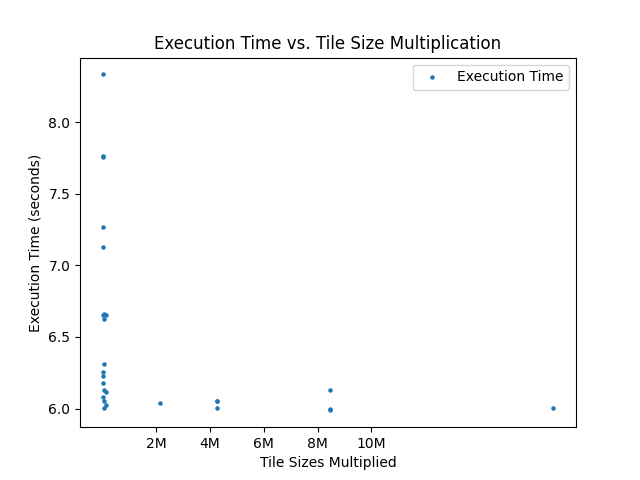 Execution Time vs. Tile Size Multiplication
Execution Time
8.0
7.5
7.0
6.5
6.0
Execution Time (seconds)
2M 4M 6M 8M 10M
Tile Sizes Multiplied